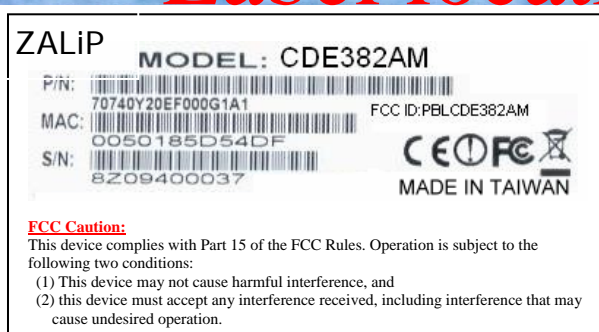 ZALiP
MODEL: CDE382AM
P/N:
70740Y20EF000G1A1
FCC ID:PBLCDE382AM
MAC:
0050185D54DF
S/N:
8Z09400037
MADE IN TAIWAN
FCC Caution:
This device complies with Part 15 of the FCC Rules. Operation is subject to the
following two conditions:
(1) This device may not cause harmful interference, and
(2) this device must accept any interference received, including interference that may
cause undesired operation.